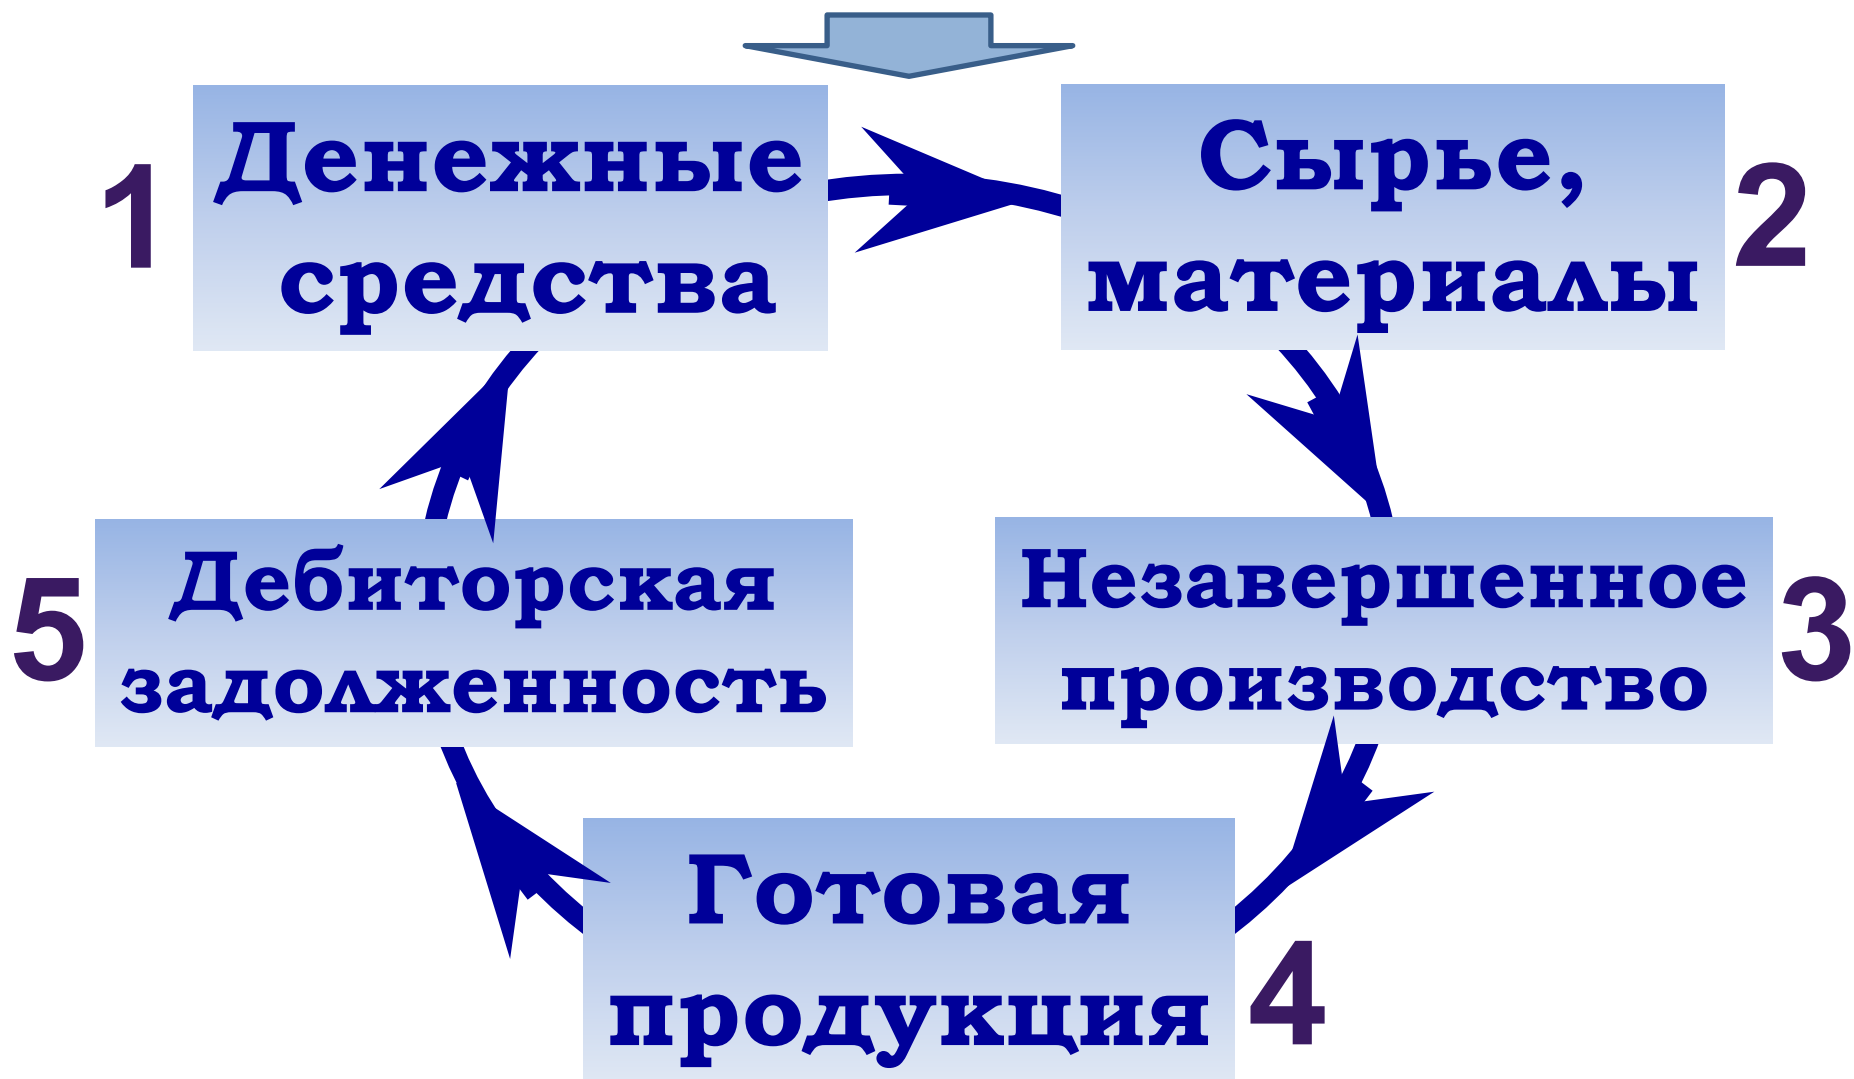 1
Денежные
средства
Сырье,
материалы
2
Незавершенное
производство
3
Готовая
продукция
4
5
Дебиторская
задолженность